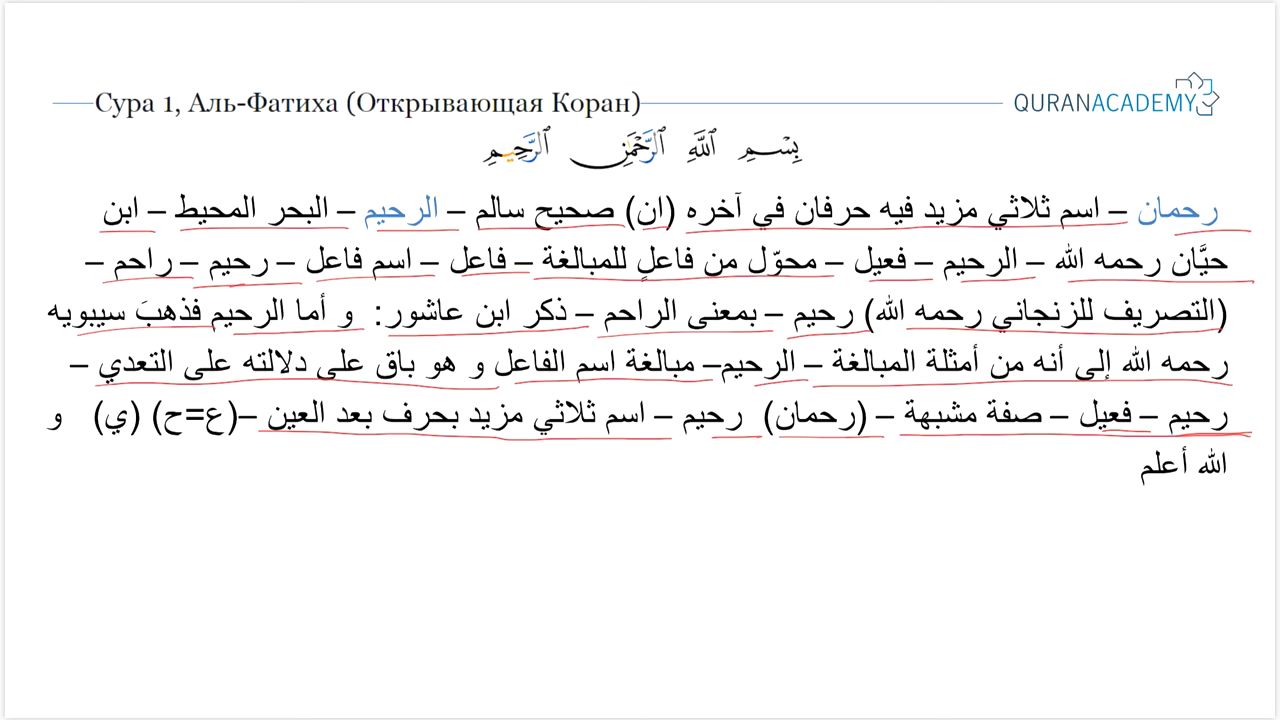 Сура 1, Аль-Фатиха (Открывающая Коран)
QURANACADEMY
بِسْمِ ٱللَّهِ ٱلرَّحْمَٰنِ ٱلرَّحِيمِ
رحمان – اسم ثلاثي مزيد فيه حرفان في آخره (ان) صحيح سالم – الرحيم – البحر المحيط – ابن
حيَّان رحمه الله – الرحيم – فعيل – محوّل من فاعلٍ للمبالغة – فاعل – اسم فاعل – رحيم – راحم –
(التصريف للزنجاني رحمه الله) رحيم – بمعنى الراحم – ذكر ابن عاشور: و أما الرحيم فذهبَ سيبويه
رحمه الله إلى أنه من أمثلة المبالغة – الرحيم– مبالغة اسم الفاعل و هو باق على دلالته على التعدي –
رحيم – فعيل – صفة مشبهة – (رحمان) رحيم – اسم ثلاثي مزيد بحرف بعد العين –(ع=ح) (ي) و
الله أعلم